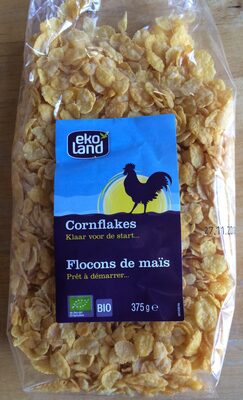 eko
land
Cornflakes
Klaar voor de start...
Flocons de maïs
Prêt à démarrer...
BIO
375 g e